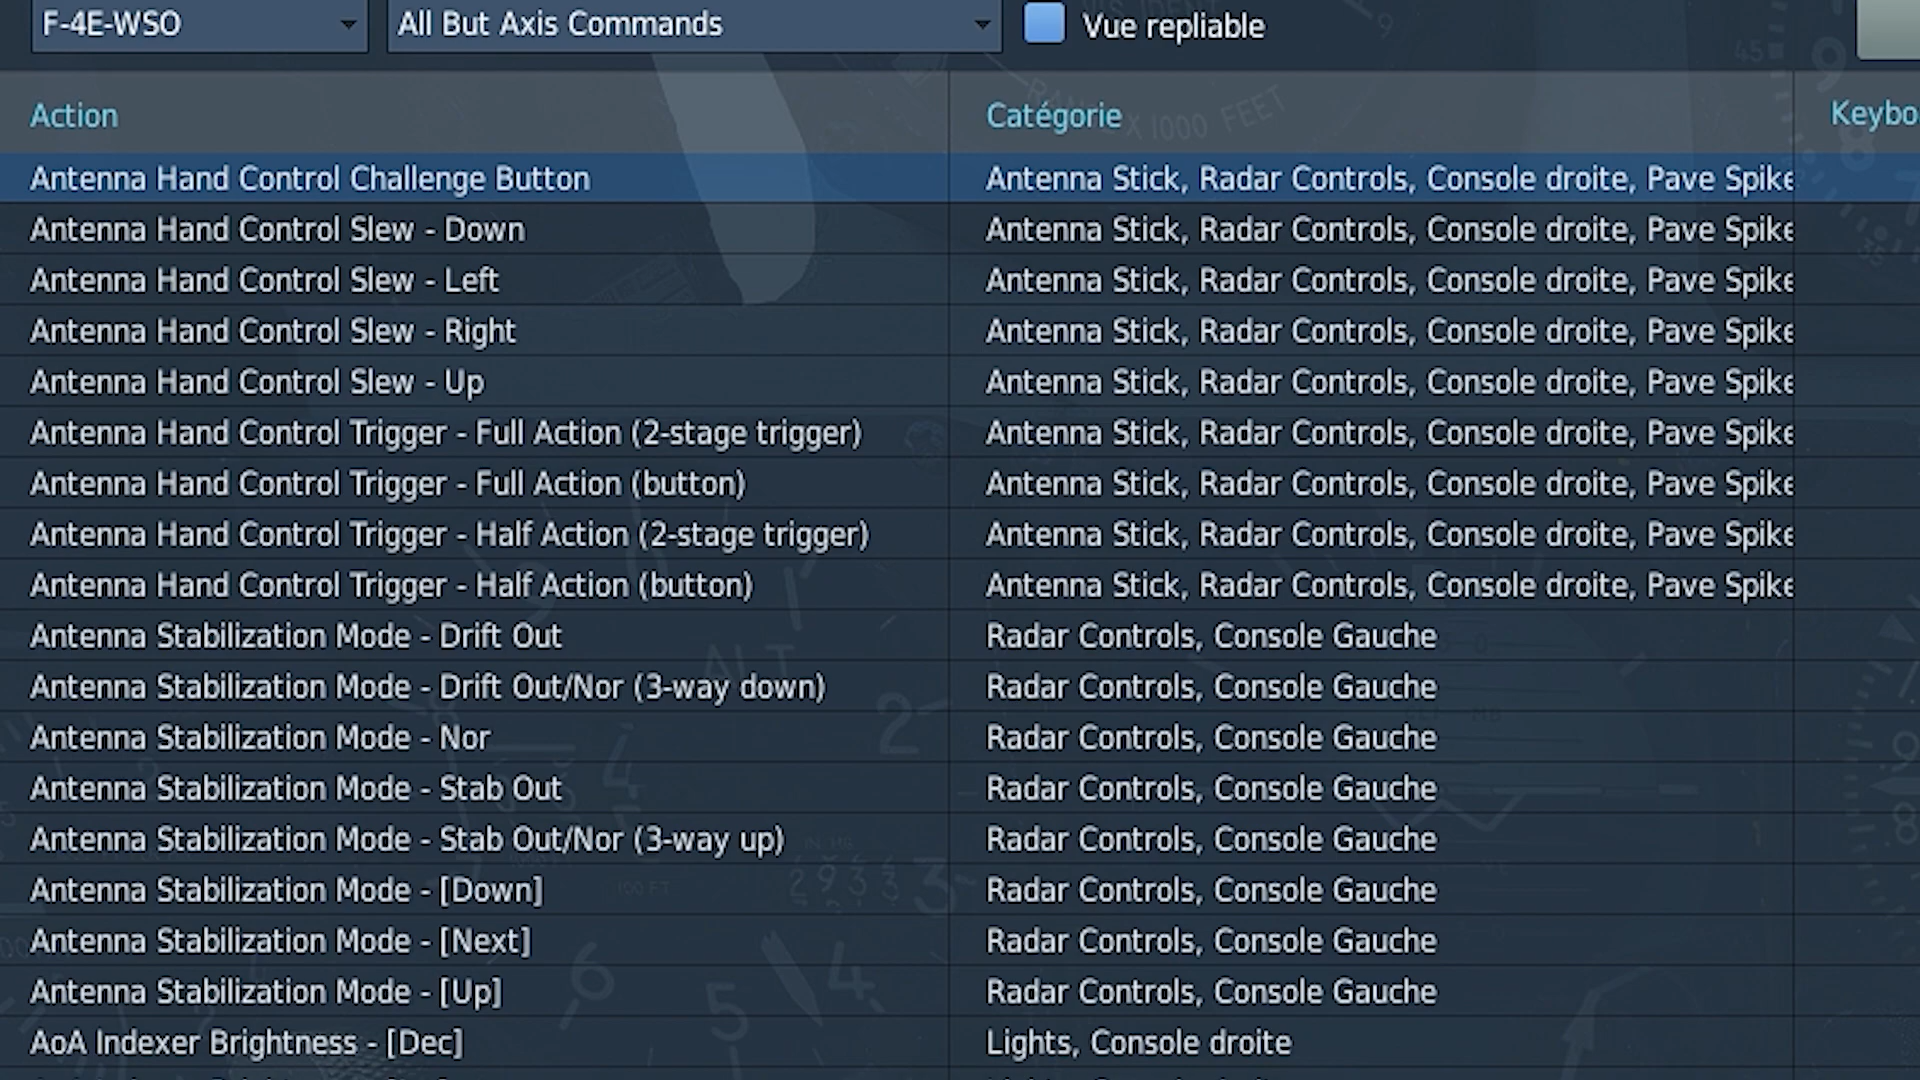 F-4E-WSO All But Axis Commands Vue repliable
Action Catégorie Keybo
Antenna Hand Control Challenge Button Antenna Stick, Radar Controls, Console droite, Pave Spike
Antenna Hand Control Slew - Down Antenna Stick, Radar Controls, Console droite, Pave Spike
Antenna Hand Control Slew - Left Antenna Stick, Radar Controls, Console droite, Pave Spike
Antenna Hand Control Slew - Right Antenna Stick, Radar Controls, Console droite, Pave Spike
Antenna Hand Control Slew - Up Antenna Stick, Radar Controls, Console droite, Pave Spike
Antenna Hand Control Trigger - Full Action (2-stage trigger) Antenna Stick, Radar Controls, Console droite, Pave Spike
Antenna Hand Control Trigger - Full Action (button) Antenna Stick, Radar Controls, Console droite, Pave Spike
Antenna Hand Control Trigger - Half Action (2-stage trigger) Antenna Stick, Radar Controls, Console droite, Pave Spike
Antenna Hand Control Trigger - Half Action (button) Antenna Stick, Radar Controls, Console droite, Pave Spike
Antenna Stabilization Mode - Drift Out Radar Controls, Console Gauche
Antenna Stabilization Mode - Drift Out/Nor (3-way down) Radar Controls, Console Gauche
Antenna Stabilization Mode - Nor Radar Controls, Console Gauche
Antenna Stabilization Mode - Stab Out Radar Controls, Console Gauche
Antenna Stabilization Mode - Stab Out/Nor (3-way up) Radar Controls, Console Gauche
Antenna Stabilization Mode - [Down] Radar Controls, Console Gauche
Antenna Stabilization Mode - [Next] Radar Controls, Console Gauche
Antenna Stabilization Mode - [Up] Radar Controls, Console Gauche
AoA Indexer Brightness - [Dec] Lights, Console droite